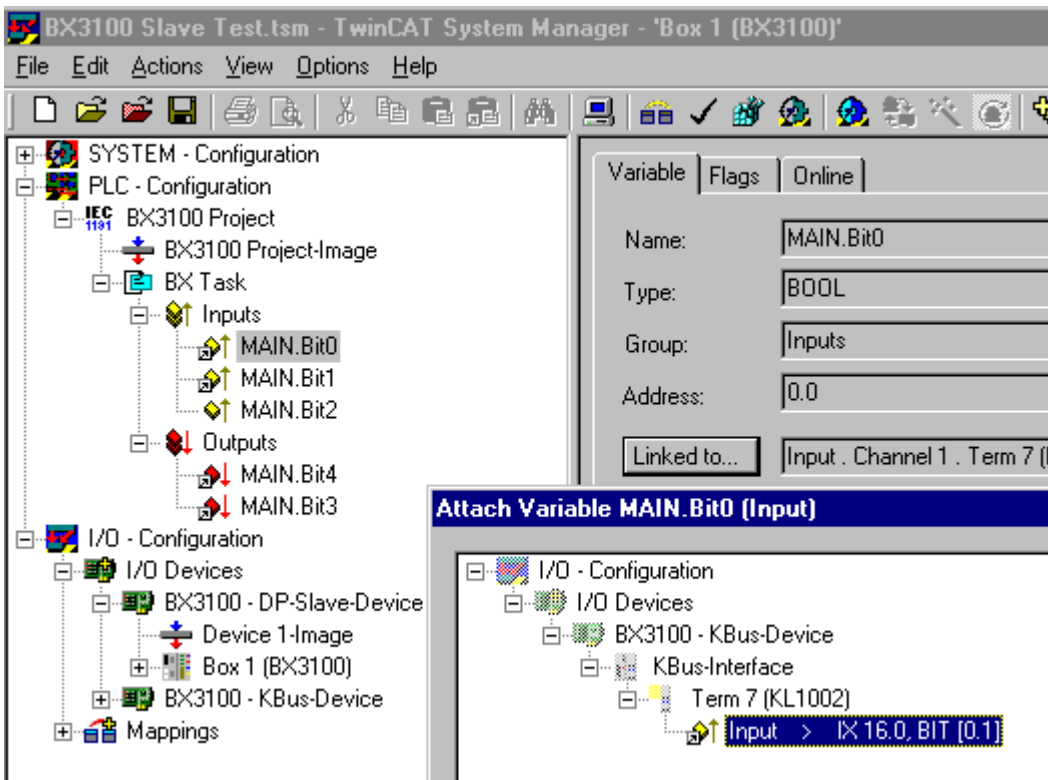 BX3100 Slave Test.tsm - TwinCAT System Manager - 'Box 1 (BX3100)'
File Edit Actions View Options Help
SYSTEM - Configuration
PLC - Configuration
IEC 1131 BX3100 Project
BX3100 Project-Image
BX Task
Inputs
MAIN.Bit0
MAIN.Bit1
MAIN.Bit2
Outputs
MAIN.Bit4
MAIN.Bit3
I/O - Configuration
I/O Devices
BX3100 - DP-Slave-Device
Device 1-Image
Box 1 (BX3100)
BX3100 - KBus-Device
Mappings
Variable Flags Online
Name: MAIN.Bit0
Type: BOOL
Group: Inputs
Address: 0.0
Linked to... Input . Channel 1 . Term 7 (
Attach Variable MAIN.Bit0 (Input)
I/O - Configuration
I/O Devices
BX3100 - KBus-Device
KBus-Interface
Term 7 (KL1002)
Input > IX 16.0, BIT [0.1]